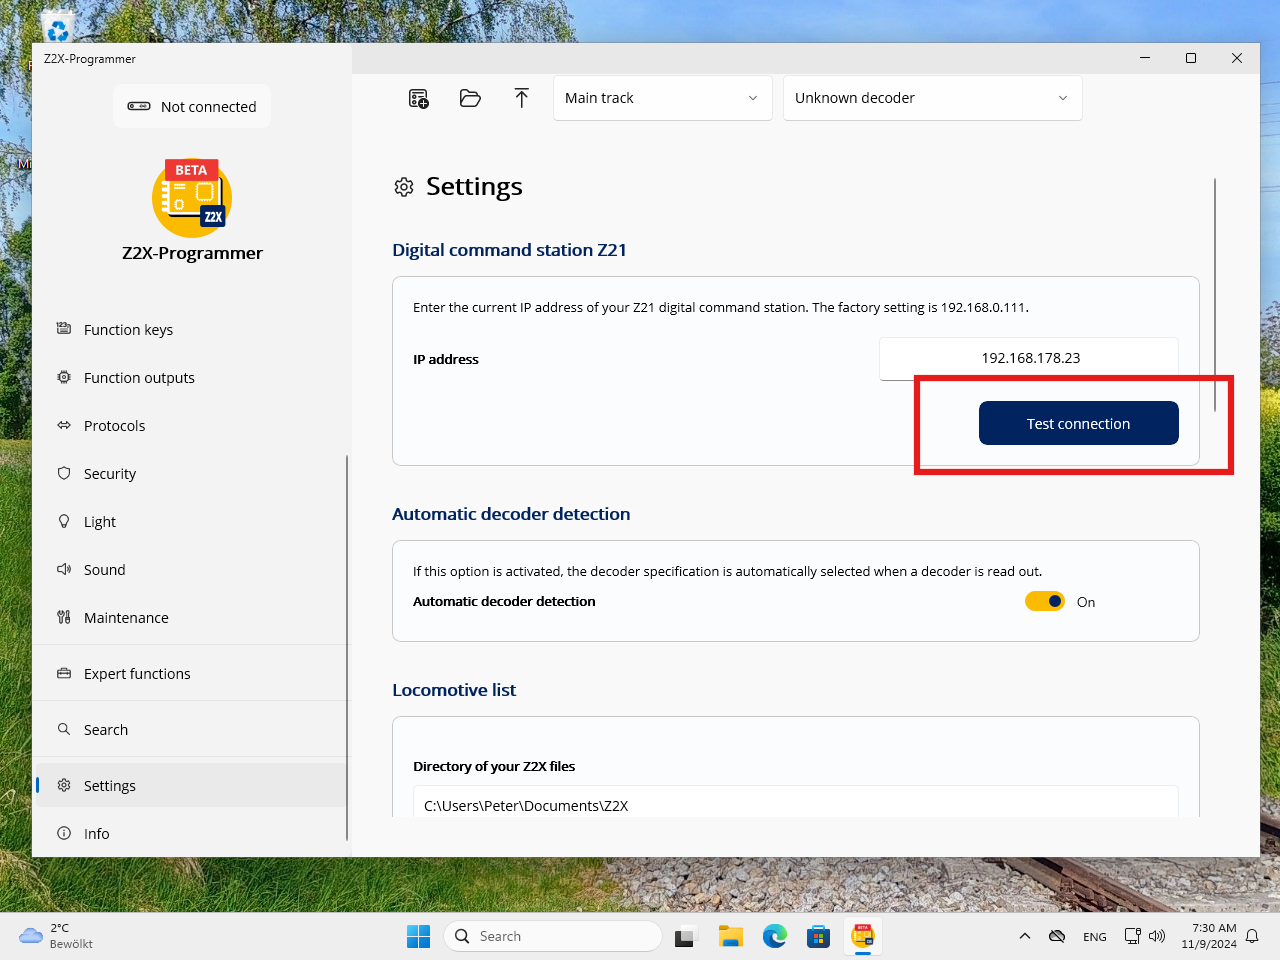 Z2X-Programmer
Not connected
BETA
Z2X
Z2X-Programmer
Function keys
Function outputs
Protocols
Security
Light
Sound
Maintenance
Expert functions
Search
Settings
Info
Main track
Unknown decoder
Settings
Digital command station Z21
Enter the current IP address of your Z21 digital command station. The factory setting is 192.168.0.111.
IP address
192.168.178.23
Test connection
Automatic decoder detection
If this option is activated, the decoder specification is automatically selected when a decoder is read out.
Automatic decoder detection
On
Locomotive list
Directory of your Z2X files
C:\Users\Peter\Documents\Z2X
2°C
Bewölkt
Search
BETA
ENG
7:30 AM
11/9/2024